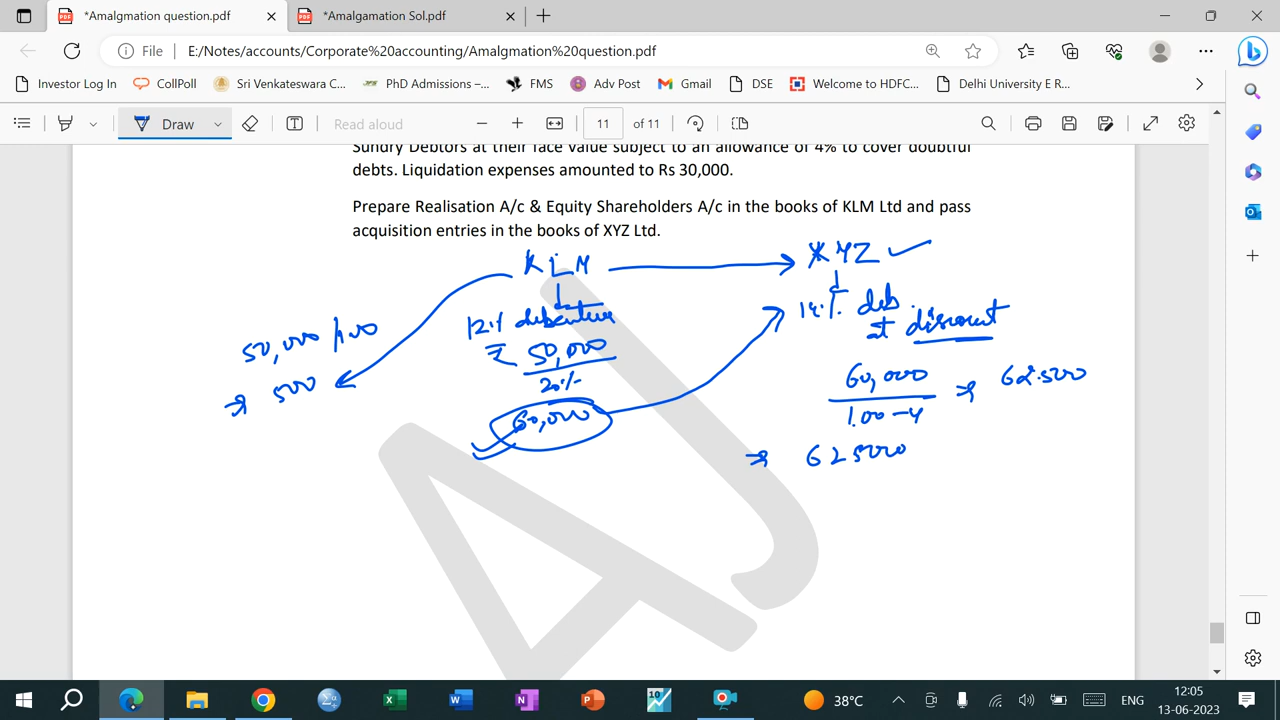 *Amalgmation question.pdf
*Amalgamation Sol.pdf
File E:/Notes/accounts/Corporate%20accounting/Amalgmation%20question.pdf
Investor Log In CollPoll Sri Venkateswara C... PhD Admissions –... FMS Adv Post Gmail DSE Welcome to HDFC... Delhi University E R...
Draw Read aloud 11 of 11
Sundry Debtors at their face value subject to an allowance of 4% to cover doubtful
debts. Liquidation expenses amounted to Rs 30,000.
Prepare Realisation A/c & Equity Shareholders A/c in the books of KLM Ltd and pass
acquisition entries in the books of XYZ Ltd.
KLM → XYZ
12% debenture
₹ 50,000
20%
60,000
50,000/100
⇒ 500
14% deb.
at discount
60,000
1.00-4
⇒ 62500
⇒ 62500
AJ
38°C
ENG
12:05
13-06-2023